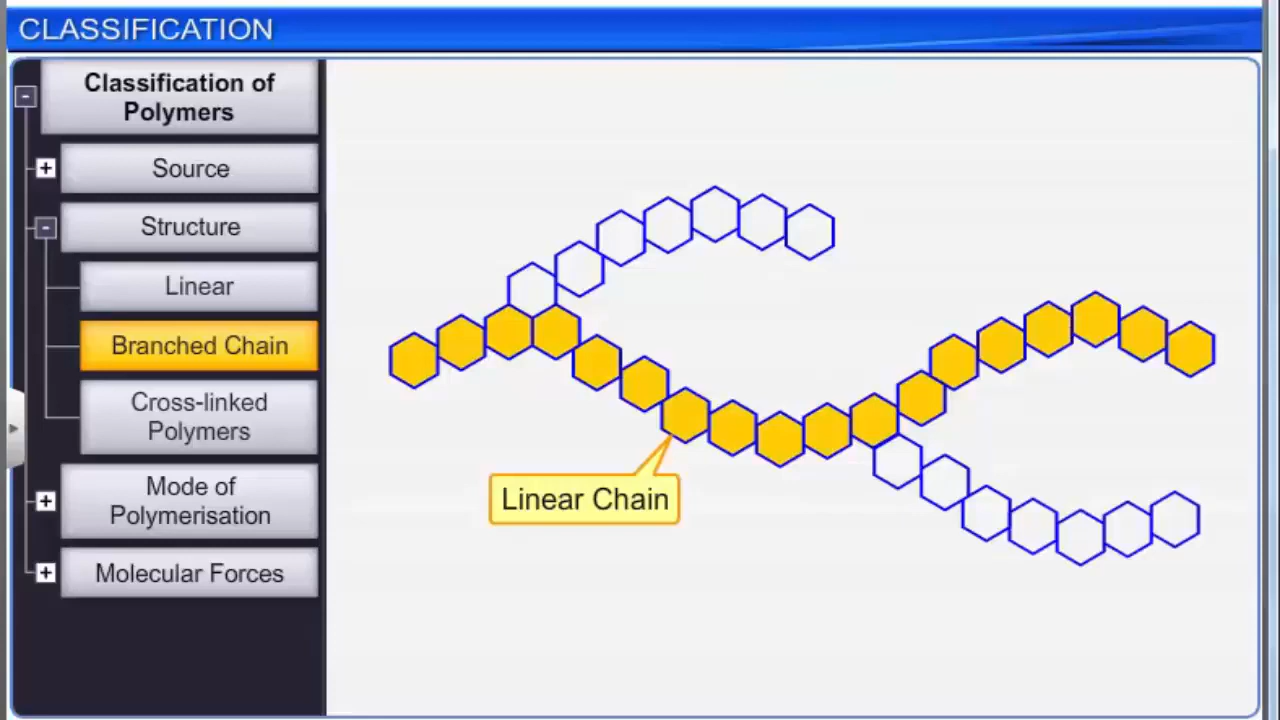 CLASSIFICATION
Classification of
Polymers
Source
Structure
Linear
Branched Chain
Cross-linked
Polymers
Mode of
Polymerisation
Molecular Forces
Linear Chain